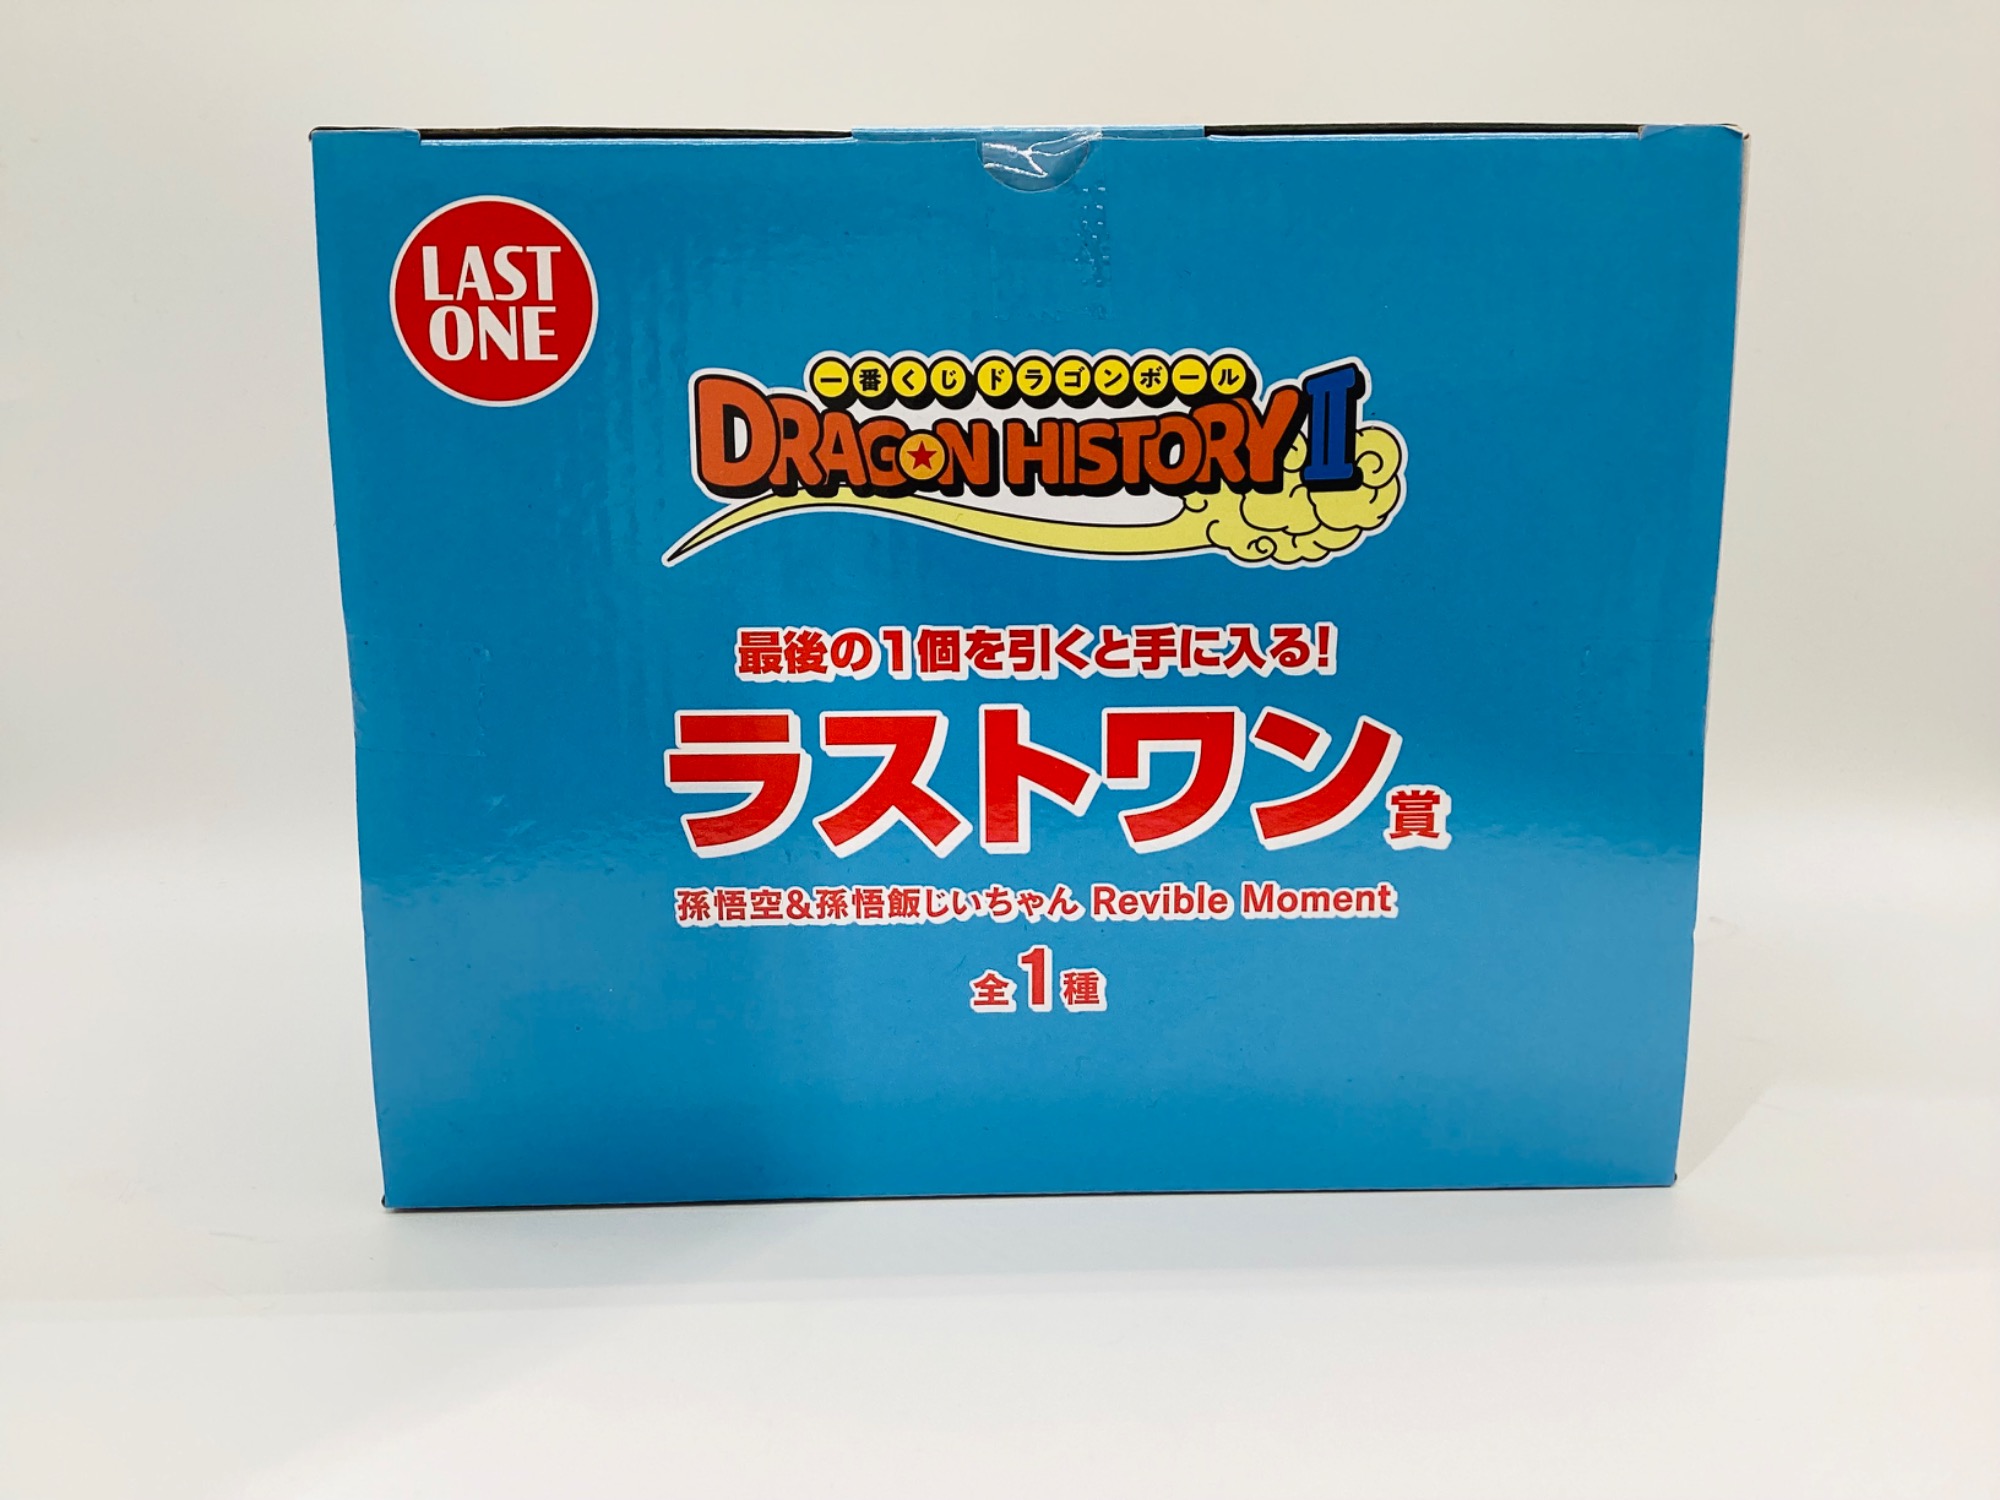 LAST
ONE
一番くじ ドラゴンボール
DRAGON HISTORY II
最後の1個を引くと手に入る!
ラストワン賞
孫悟空&孫悟飯じいちゃん Revible Moment
全1種